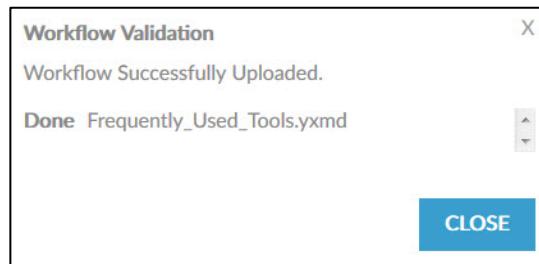 Workflow Validation X
Workflow Successfully Uploaded.
Done Frequently_Used_Tools.yxmd
CLOSE